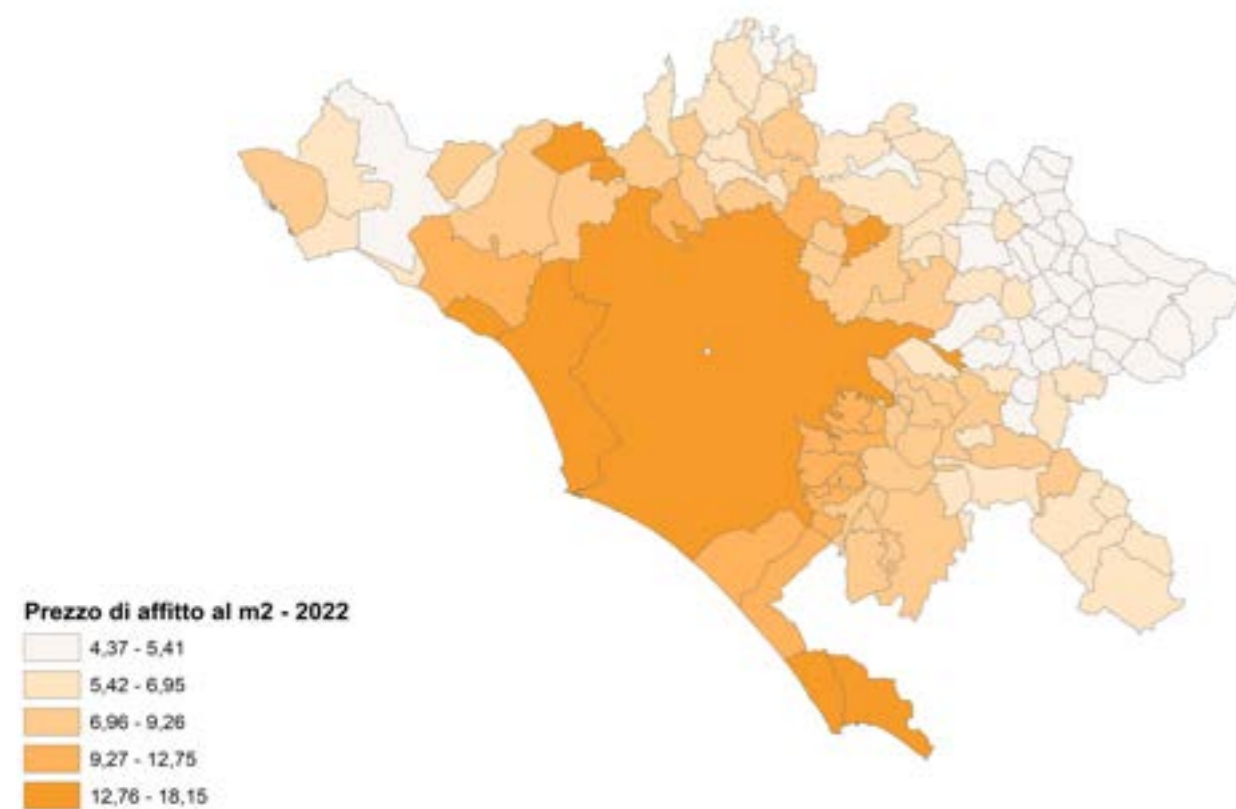 Prezzo di affitto al m2 - 2022
4,37 - 5,41
5,42 - 6,95
6,96 - 9,26
9,27 - 12,75
12,76 - 18,15